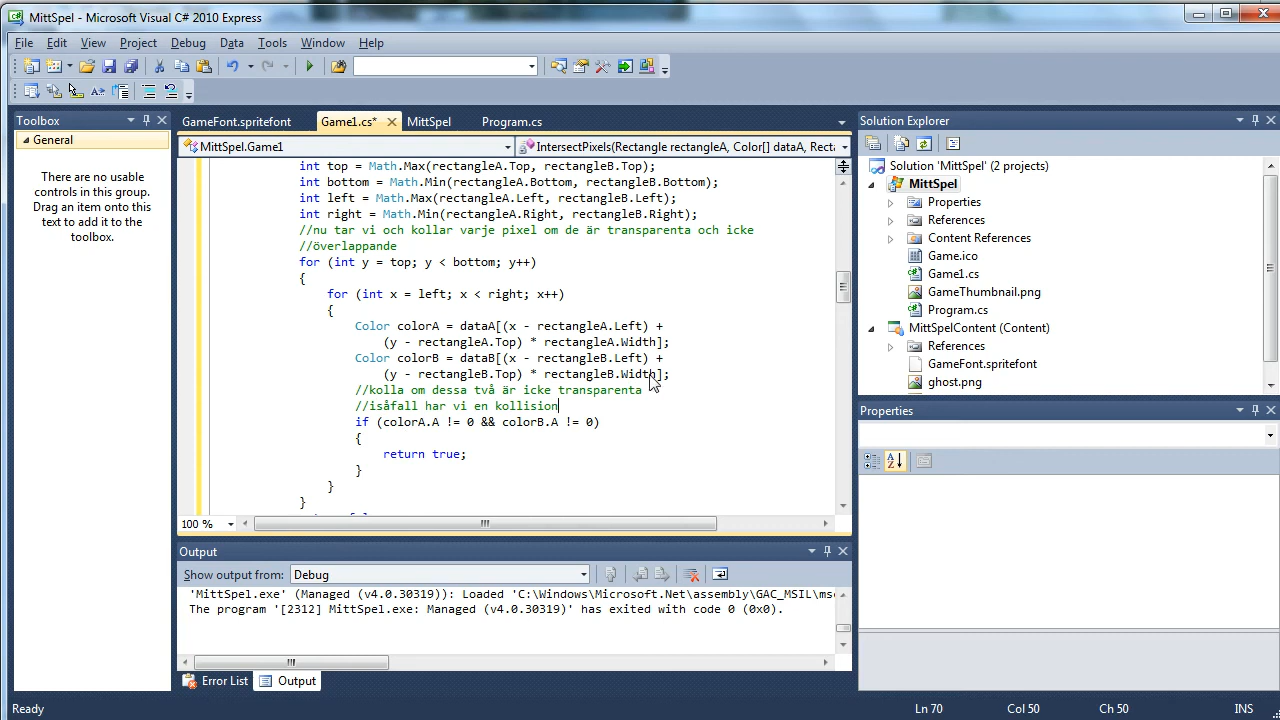 MittSpel - Microsoft Visual C# 2010 Express
File Edit View Project Debug Data Tools Window Help
Toolbox
General
There are no usable
controls in this group.
Drag an item onto this
text to add it to the
toolbox.
GameFont.spritefont Game1.cs* MittSpel Program.cs
MittSpel.Game1 IntersectPixels(Rectangle rectangleA, Color[] dataA, Recta
int top = Math.Max(rectangleA.Top, rectangleB.Top);
int bottom = Math.Min(rectangleA.Bottom, rectangleB.Bottom);
int left = Math.Max(rectangleA.Left, rectangleB.Left);
int right = Math.Min(rectangleA.Right, rectangleB.Right);
//nu tar vi och kollar varje pixel om de är transparenta och icke
//överlappande
for (int y = top; y < bottom; y++)
{
for (int x = left; x < right; x++)
{
Color colorA = dataA[(x - rectangleA.Left) +
(y - rectangleA.Top) * rectangleA.Width];
Color colorB = dataB[(x - rectangleB.Left) +
(y - rectangleB.Top) * rectangleB.Width];
//kolla om dessa två är icke transparenta
//isåfall har vi en kollision
if (colorA.A != 0 && colorB.A != 0)
{
return true;
}
}
}
100 %
Output
Show output from: Debug
'MittSpel.exe' (Managed (v4.0.30319)): Loaded 'C:\Windows\Microsoft.Net\assembly\GAC_MSIL\mso
The program '[2312] MittSpel.exe: Managed (v4.0.30319)' has exited with code 0 (0x0).
Error List Output
Solution Explorer
Solution 'MittSpel' (2 projects)
MittSpel
Properties
References
Content References
Game.ico
Game1.cs
GameThumbnail.png
Program.cs
MittSpelContent (Content)
References
GameFont.spritefont
ghost.png
Properties
Ready Ln 70 Col 50 Ch 50 INS